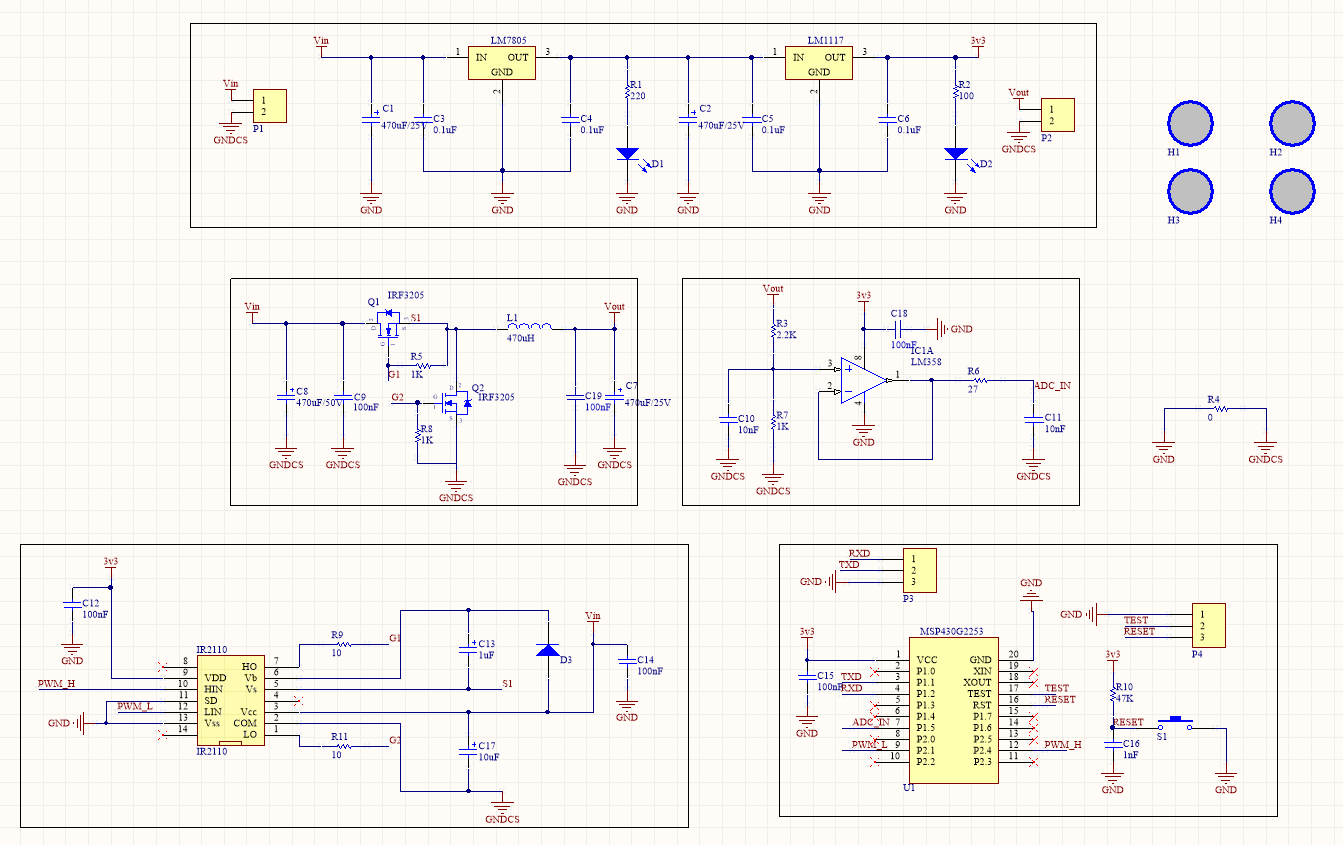 Vin
LM7805
LM1117
3v3
1
IN
OUT
3
GND
2
1
IN
OUT
3
GND
2
Vin
1
2
P1
GNDCS
C1
470uF/25V
C3
0.1uF
C4
0.1uF
R1
220
D1
C2
470uF/25V
C5
0.1uF
C6
0.1uF
R2
100
D2
Vout
1
2
P2
GNDCS
GND
GND
GND
GND
GND
GND
H1
H2
H3
H4
Vin
Q1
IRF3205
S1
L1
470uH
Vout
R5
1K
G1
G2
Q2
IRF3205
C8
470uF/50V
C9
100nF
R8
1K
C19
100nF
C7
470uF/25V
GNDCS
GNDCS
GNDCS
GNDCS
GNDCS
Vout
3v3
R3
2.2K
C18
100nF
GND
IC1A
LM358
8
3
2
1
4
R6
27
ADC_IN
C10
10nF
R7
1K
GND
C11
10nF
GNDCS
GNDCS
GNDCS
R4
0
GND
GNDCS
3v3
C12
100nF
GND
IR2110
8
9
10
11
12
13
14
VDD
HIN
SD
LIN
Vss
HO
Vb
Vs
Vcc
COM
LO
7
6
5
4
3
2
1
IR2110
PWM_H
PWM_L
GND
R9
10
G1
C13
1uF
D3
Vin
C14
100nF
GND
S1
R11
10
G2
C17
10uF
GNDCS
RXD
TXD
GND
1
2
3
P3
GND
GND
TEST
RESET
1
2
3
P4
3v3
C15
100nF
GND
MSP430G2253
1
2
3
4
5
6
7
8
9
10
VCC
P1.0
P1.1
P1.2
P1.3
P1.4
P1.5
P2.0
P2.1
P2.2
GND
XIN
XOUT
TEST
RST
P1.7
P1.6
P2.5
P2.4
P2.3
20
19
18
17
16
15
14
13
12
11
U1
TXD
RXD
ADC_IN
PWM_L
TEST
RESET
PWM_H
3v3
R10
47K
RESET
S1
C16
1nF
GND
GND